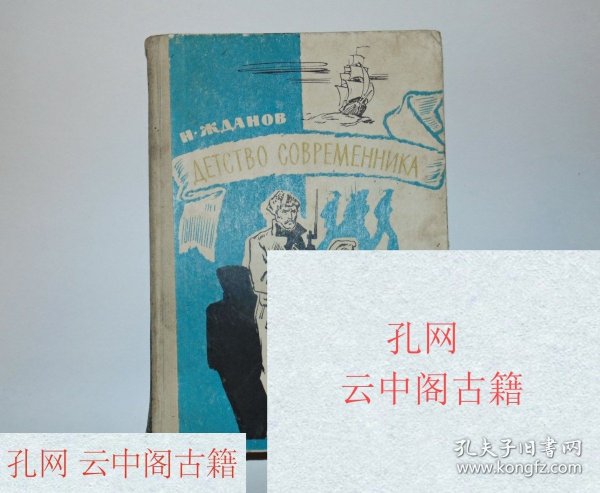 Н·ЖДАНОВ
ДЕТСТВО СОВРЕМЕННИКА
孔网
云中阁古籍
孔网 云中阁古籍
孔夫子旧书网
www.kongfz.com